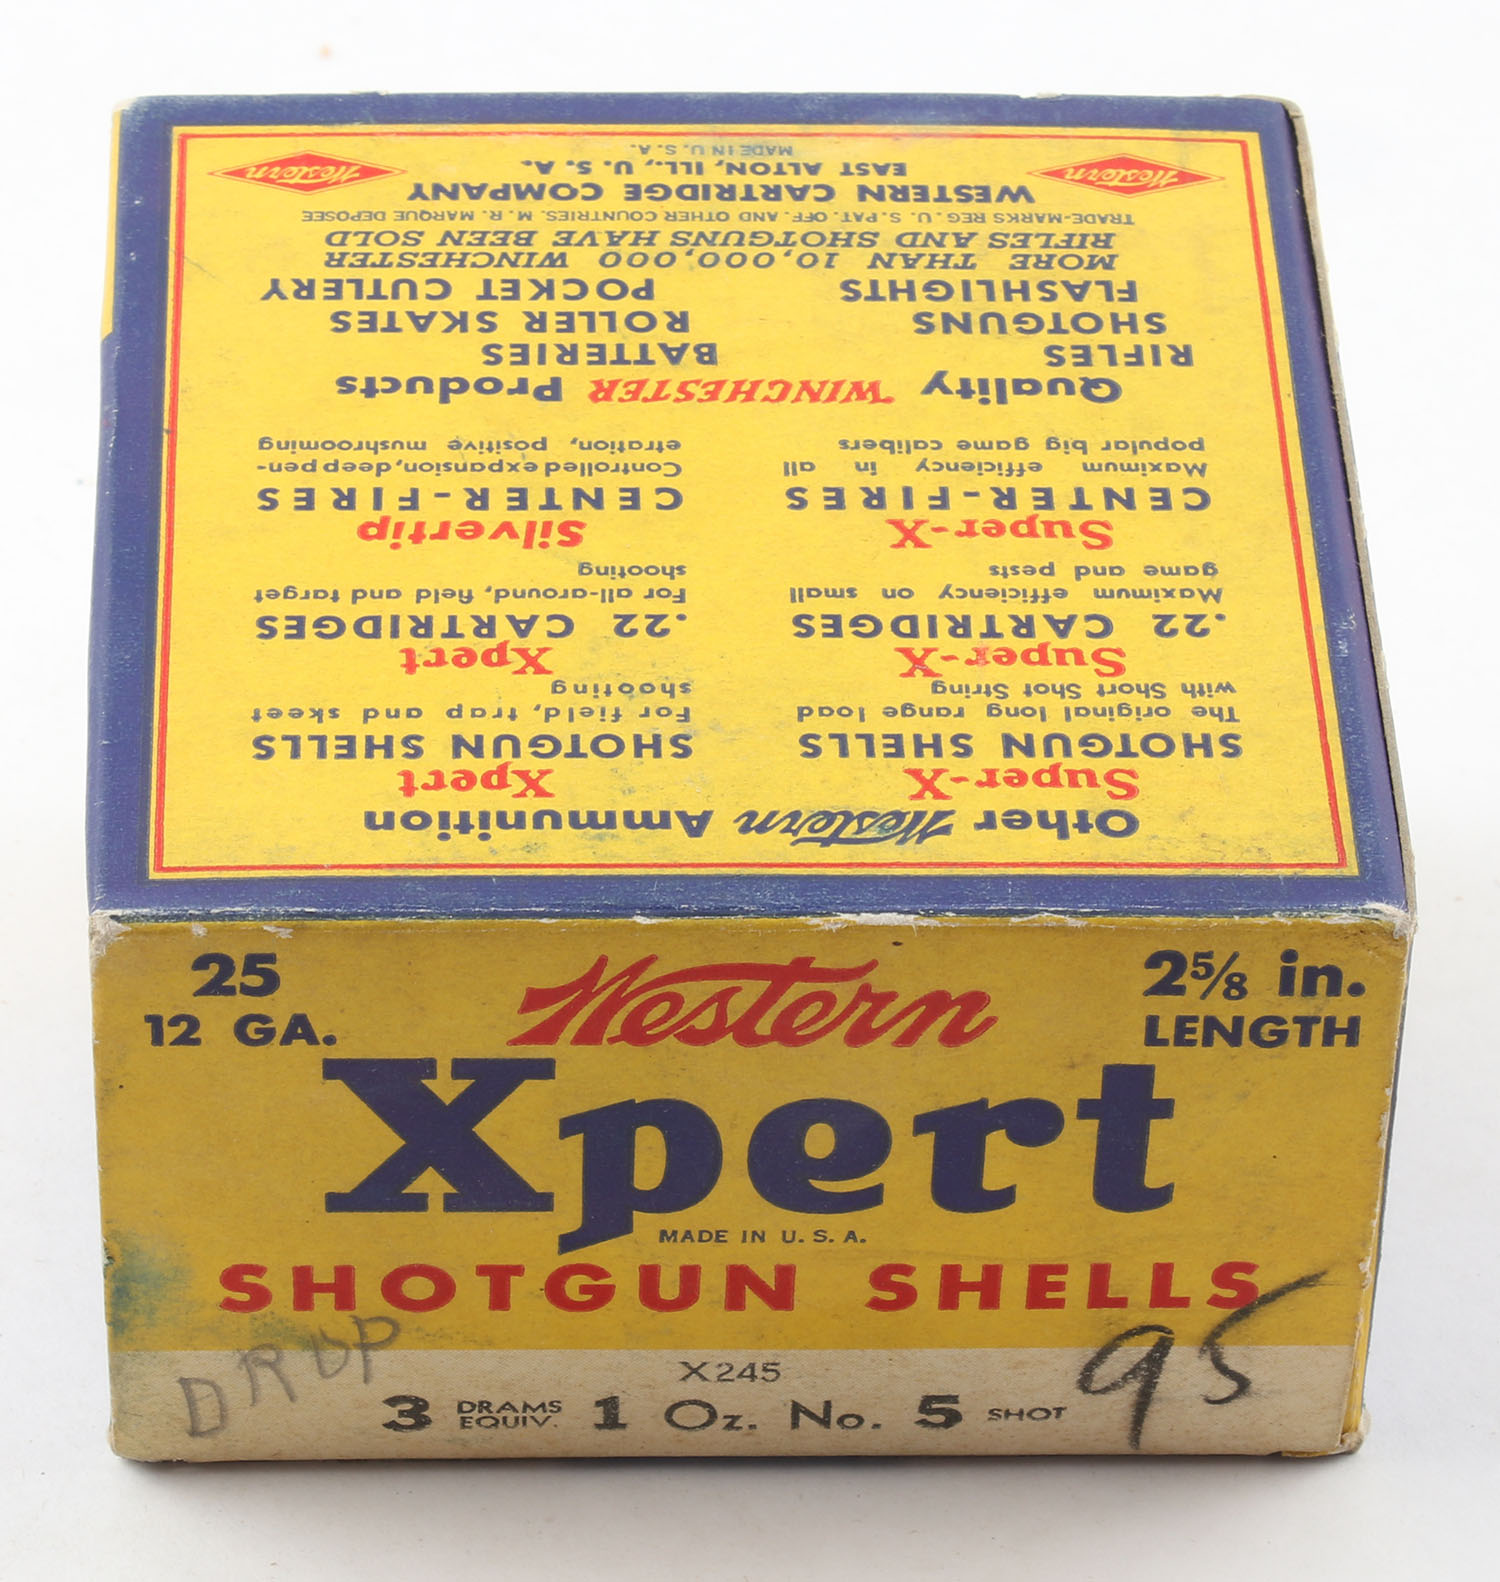 Other Western Ammunition
Super-X
SHOTGUN SHELLS
The original long range load
with Short Shot String
Xpert
SHOTGUN SHELLS
For field, trap and skeet
shooting
Super-X
.22 CARTRIDGES
Maximum efficiency on small
game and pests
Xpert
.22 CARTRIDGES
For all-around, field and target
shooting
Super-X
CENTER-FIRES
Maximum efficiency in all
popular big game calibers
Silvertip
CENTER-FIRES
Controlled expansion, deep pen-
etration, positive mushrooming
Quality WINCHESTER Products
RIFLES
BATTERIES
SHOTGUNS
ROLLER SKATES
FLASHLIGHTS
POCKET CUTLERY
MORE THAN 10,000,000 WINCHESTER
RIFLES AND SHOTGUNS HAVE BEEN SOLD
TRADE-MARKS REG. U.S. PAT. OFF. AND OTHER COUNTRIES. M. R. MARQUE DEPOSEE
WESTERN CARTRIDGE COMPANY
EAST ALTON, ILL., U. S. A.
MADE IN U. S. A.
Western
Western
25
12 GA.
Western
2 5/8 in.
LENGTH
Xpert
MADE IN U. S. A.
SHOTGUN SHELLS
DROP
95
X245
3 DRAMS EQUIV. 1 Oz. No. 5 SHOT